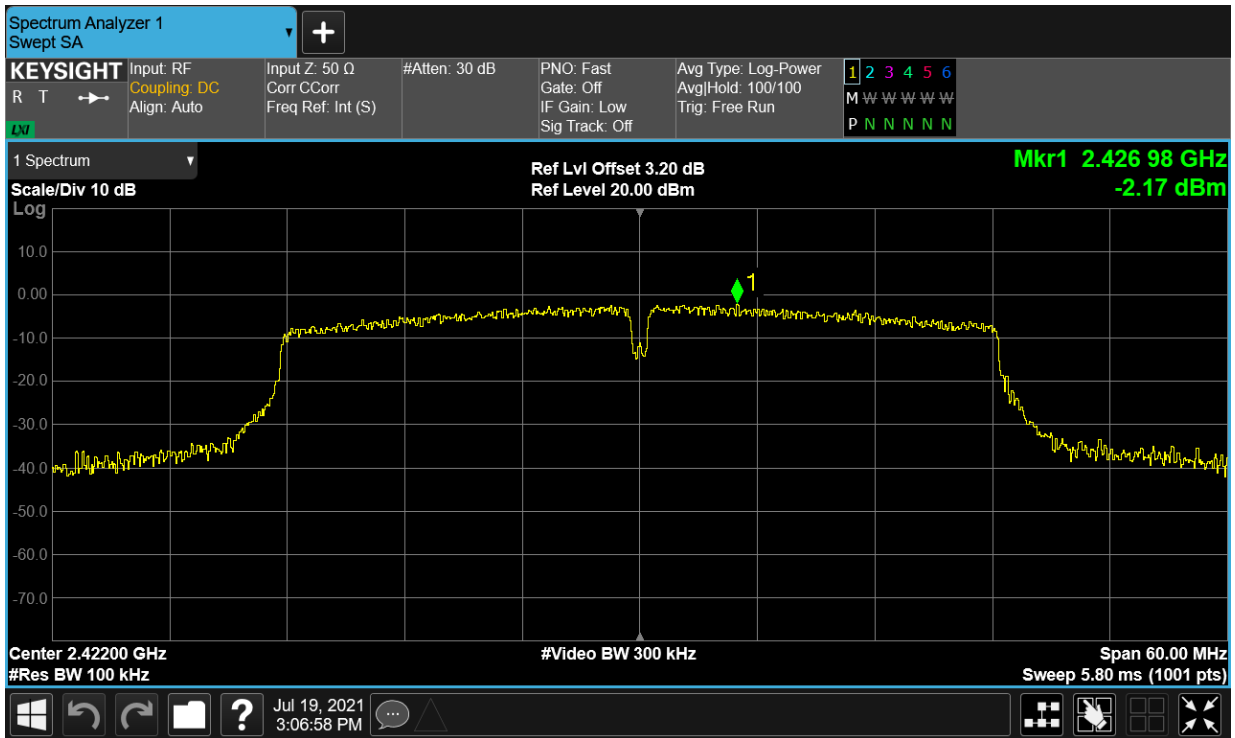 Spectrum Analyzer 1
Swept SA
KEYSIGHT
R T
LXI
Input: RF
Coupling: DC
Align: Auto
Input Z: 50 Ω
Corr CCorr
Freq Ref: Int (S)
#Atten: 30 dB
PNO: Fast
Gate: Off
IF Gain: Low
Sig Track: Off
Avg Type: Log-Power
Avg|Hold: 100/100
Trig: Free Run
1 2 3 4 5 6
M W W W W W
P N N N N N
1 Spectrum
Scale/Div 10 dB
Log
Ref Lvl Offset 3.20 dB
Ref Level 20.00 dBm
Mkr1 2.426 98 GHz
-2.17 dBm
10.0
0.00
-10.0
-20.0
-30.0
-40.0
-50.0
-60.0
-70.0
1
Center 2.42200 GHz
#Res BW 100 kHz
#Video BW 300 kHz
Span 60.00 MHz
Sweep 5.80 ms (1001 pts)
?
Jul 19, 2021
3:06:58 PM